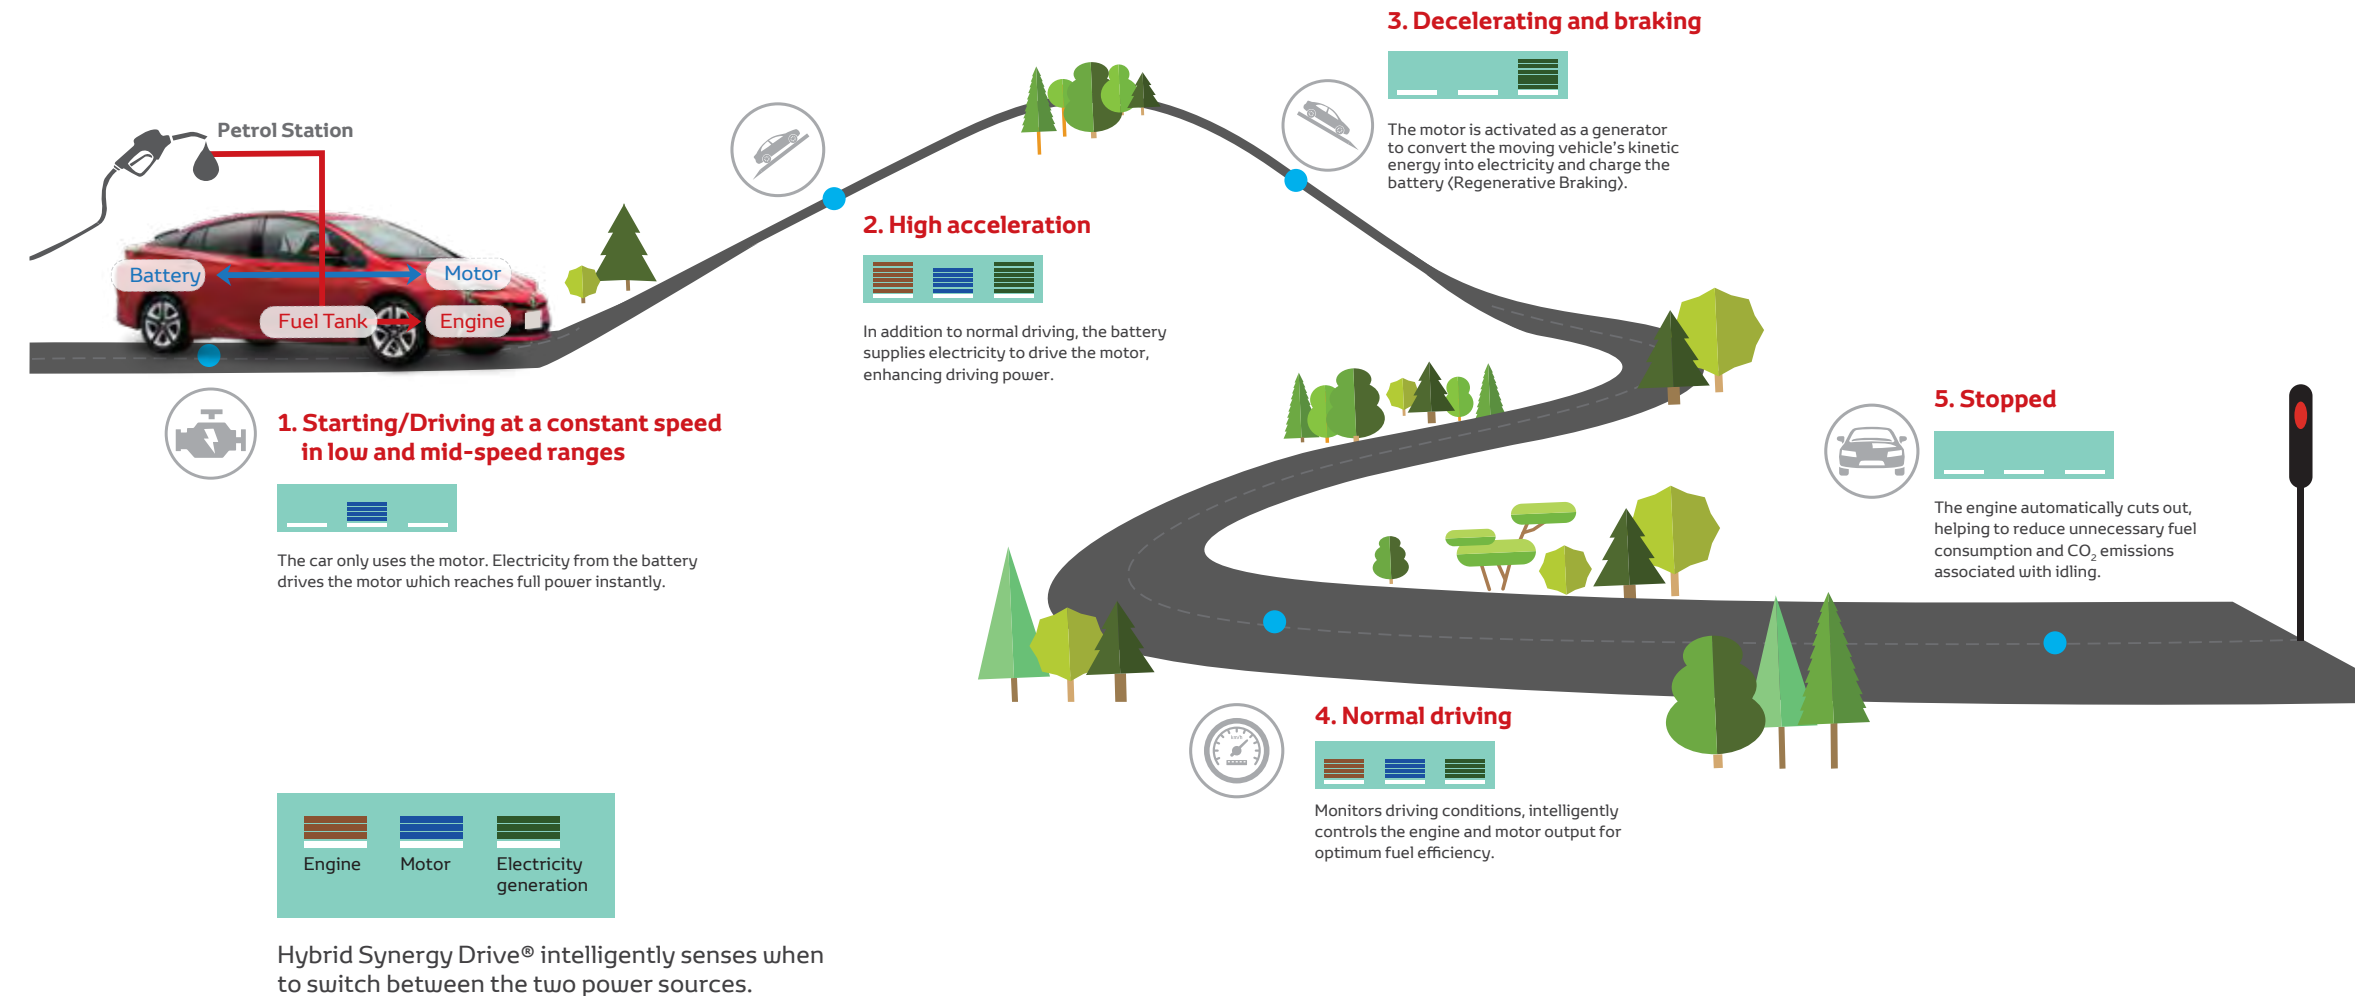 Petrol Station
Battery
Motor
Fuel Tank
Engine
1. Starting/Driving at a constant speed
in low and mid-speed ranges
The car only uses the motor. Electricity from the battery
drives the motor which reaches full power instantly.
2. High acceleration
In addition to normal driving, the battery
supplies electricity to drive the motor,
enhancing driving power.
3. Decelerating and braking
The motor is activated as a generator
to convert the moving vehicle's kinetic
energy into electricity and charge the
battery (Regenerative Braking).
4. Normal driving
km/h
Monitors driving conditions, intelligently
controls the engine and motor output for
optimum fuel efficiency.
5. Stopped
The engine automatically cuts out,
helping to reduce unnecessary fuel
consumption and CO₂ emissions
associated with idling.
Engine
Motor
Electricity
generation
Hybrid Synergy Drive® intelligently senses when
to switch between the two power sources.